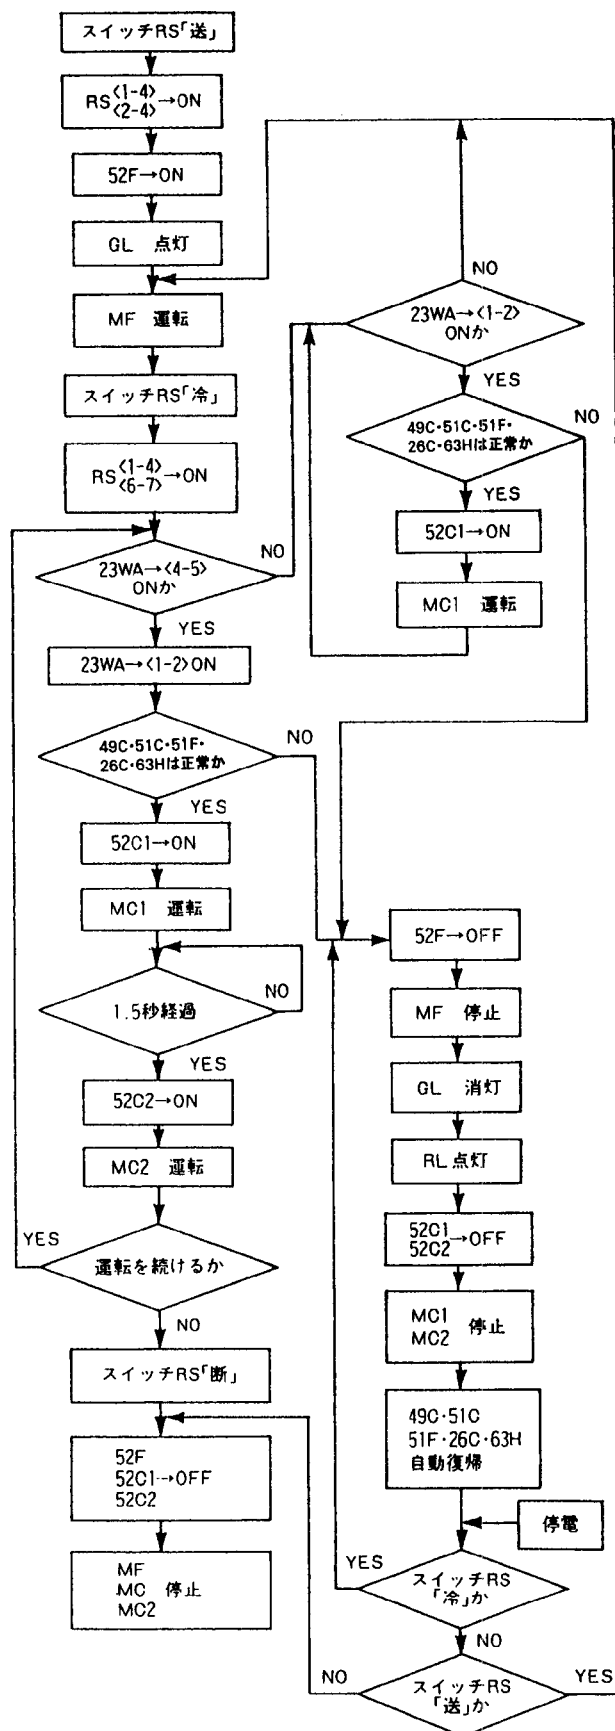 スイッチRS「送」
RS<1-4>
<2-4>→ON
52F→ON
GL 点灯
MF 運転
スイッチRS「冷」
RS<1-4>
<6-7>→ON
23WA→<4-5>
ONか
NO
YES
23WA→<1-2>ON
49C・51C・51F・
26C・63Hは正常か
NO
YES
52C1→ON
MC1 運転
1.5秒経過
NO
YES
52C2→ON
MC2 運転
運転を続けるか
YES
NO
スイッチRS「断」
52F
52C1→OFF
52C2
MF
MC 停止
MC2
NO
23WA→<1-2>
ONか
YES
49C・51C・51F・
26C・63Hは正常か
NO
YES
52C1→ON
MC1 運転
52F→OFF
MF 停止
GL 消灯
RL点灯
52C1
52C2→OFF
MC1
MC2 停止
49C・51C
51F・26C・63H
自動復帰
停電
スイッチRS
「冷」か
YES
NO
スイッチRS
「送」か
NO
YES